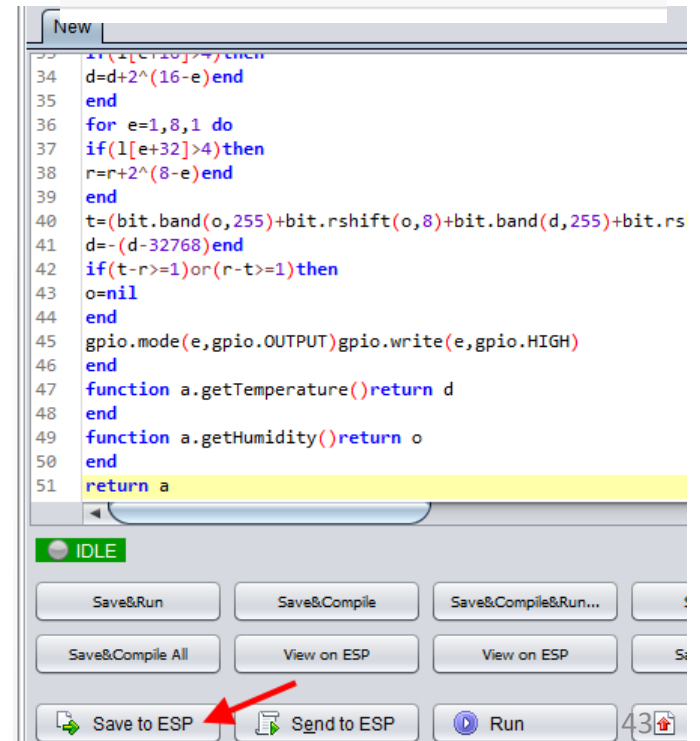 New
34 d=d+2^(16-e)end
35 end
36 for e=1,8,1 do
37 if(l[e+32]>4)then
38 r=r+2^(8-e)end
39 end
40 t=(bit.band(o,255)+bit.rshift(o,8)+bit.band(d,255)+bit.rs
41 d=-(d-32768)end
42 if(t-r>=1)or(r-t>=1)then
43 o=nil
44 end
45 gpio.mode(e,gpio.OUTPUT)gpio.write(e,gpio.HIGH)
46 end
47 function a.getTemperature()return d
48 end
49 function a.getHumidity()return o
50 end
51 return a
IDLE
Save&Run Save&Compile Save&Compile&Run... S
Save&Compile All View on ESP View on ESP Sa
Save to ESP Send to ESP Run 43